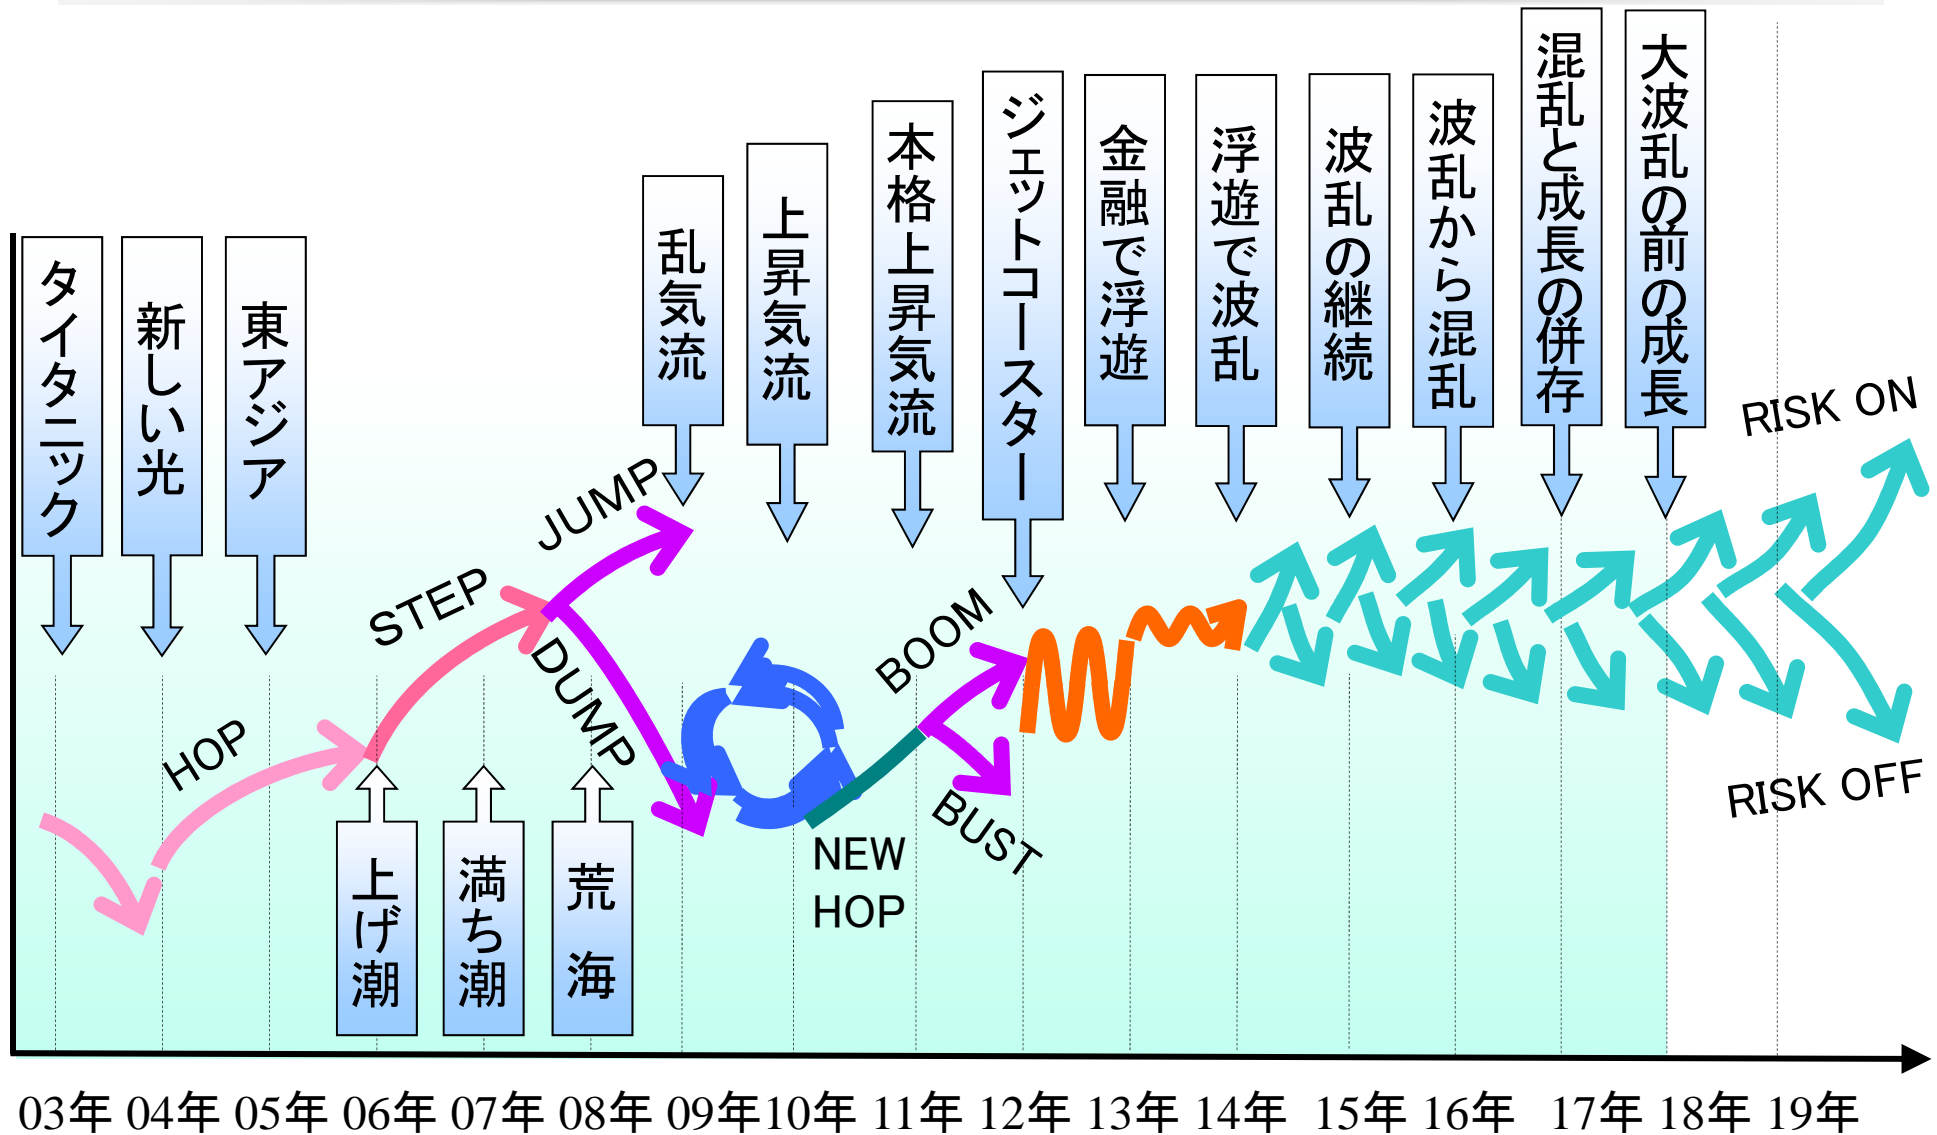 タイタニック
新しい光
東アジア
上げ潮
満ち潮
荒海
乱気流
上昇気流
本格上昇気流
ジェットコースター
金融で浮遊
浮遊で波乱
波乱の継続
波乱から混乱
混乱と成長の併存
大波乱の前の成長
HOP
STEP
JUMP
DUMP
NEW
HOP
BOOM
BUST
RISK ON
RISK OFF
03年 04年 05年 06年 07年 08年 09年 10年 11年 12年 13年 14年 15年 16年 17年 18年 19年